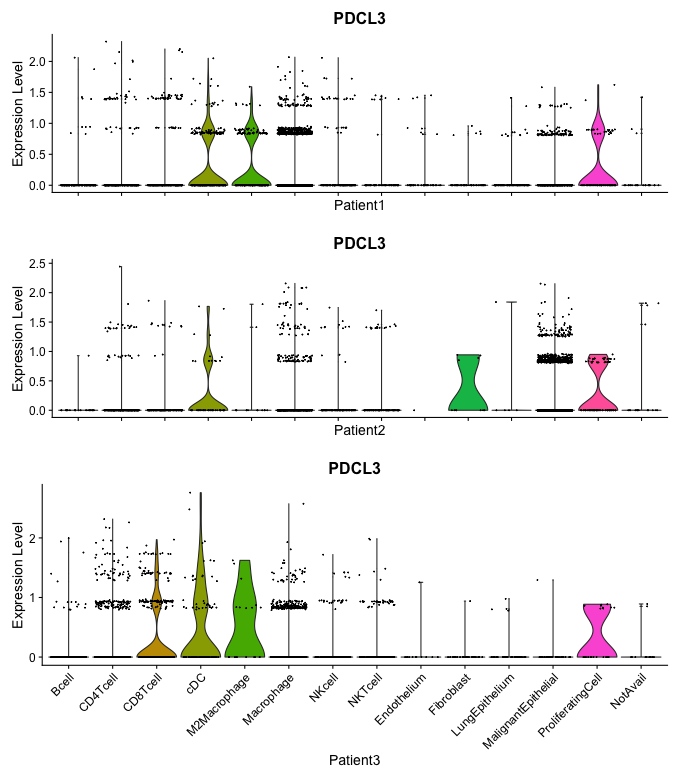 PDCL3
Expression Level
2.0
1.5
1.0
0.5
0.0
Patient1
PDCL3
Expression Level
2.5
2.0
1.5
1.0
0.5
0.0
Patient2
PDCL3
Expression Level
2
1
0
Bcell
CD4Tcell
CD8Tcell
cDC
M2Macrophage
Macrophage
NKcell
NKTcell
Endothelium
Fibroblast
LungEpithelium
MalignantEpithelial
ProliferatingCell
NotAvail
Patient3